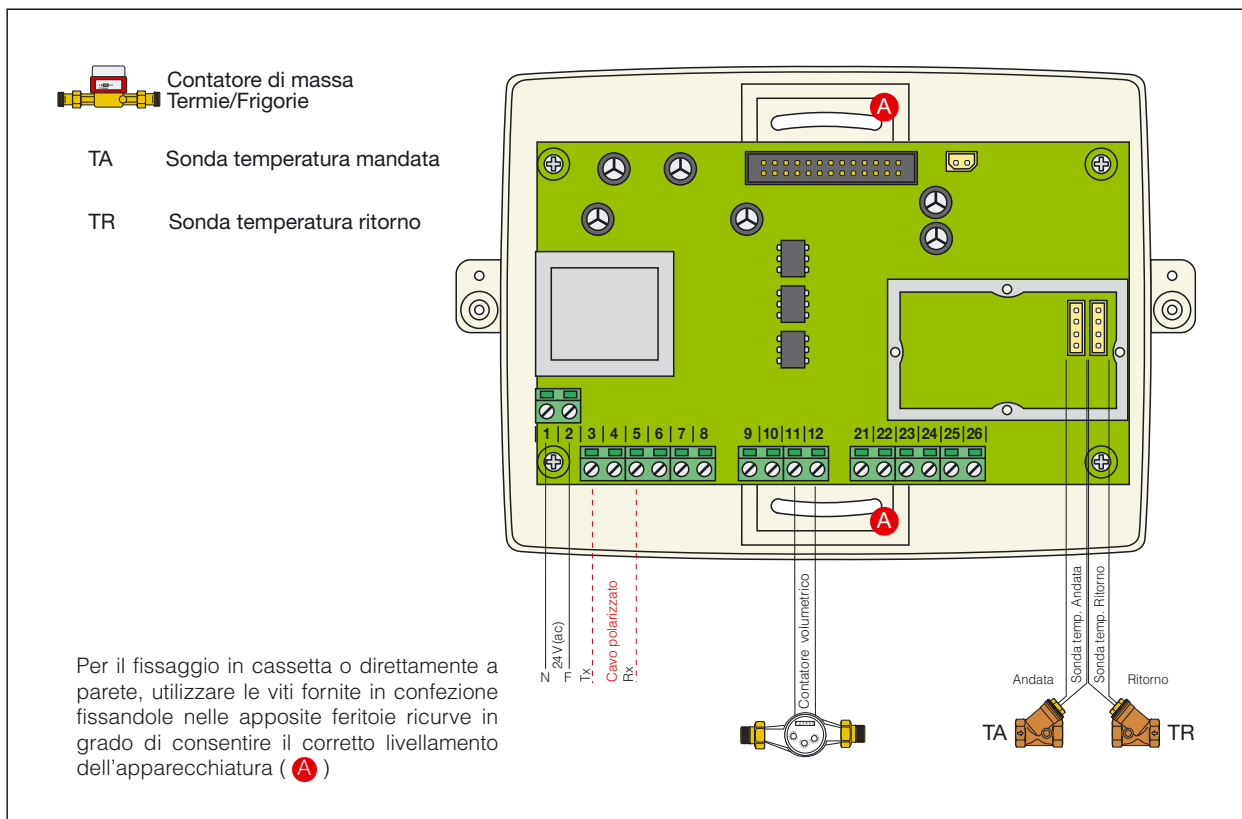 Contatore di massa
Termie/Frigorie
TA Sonda temperatura mandata
TR Sonda temperatura ritorno
A
1 2 3 4 5 6 7 8 9 10 11 12 21 22 23 24 25 26
A
N
24 V(ac)
F
Tx
Cavo polarizzato
Rx
Contatore volumetrico
Sonda temp. Andata
Sonda temp. Ritorno
Andata
Ritorno
TA
TR
Per il fissaggio in cassetta o direttamente a
parete, utilizzare le viti fornite in confezione
fissandole nelle apposite feritoie ricurve in
grado di consentire il corretto livellamento
dell'apparecchiatura ( A )